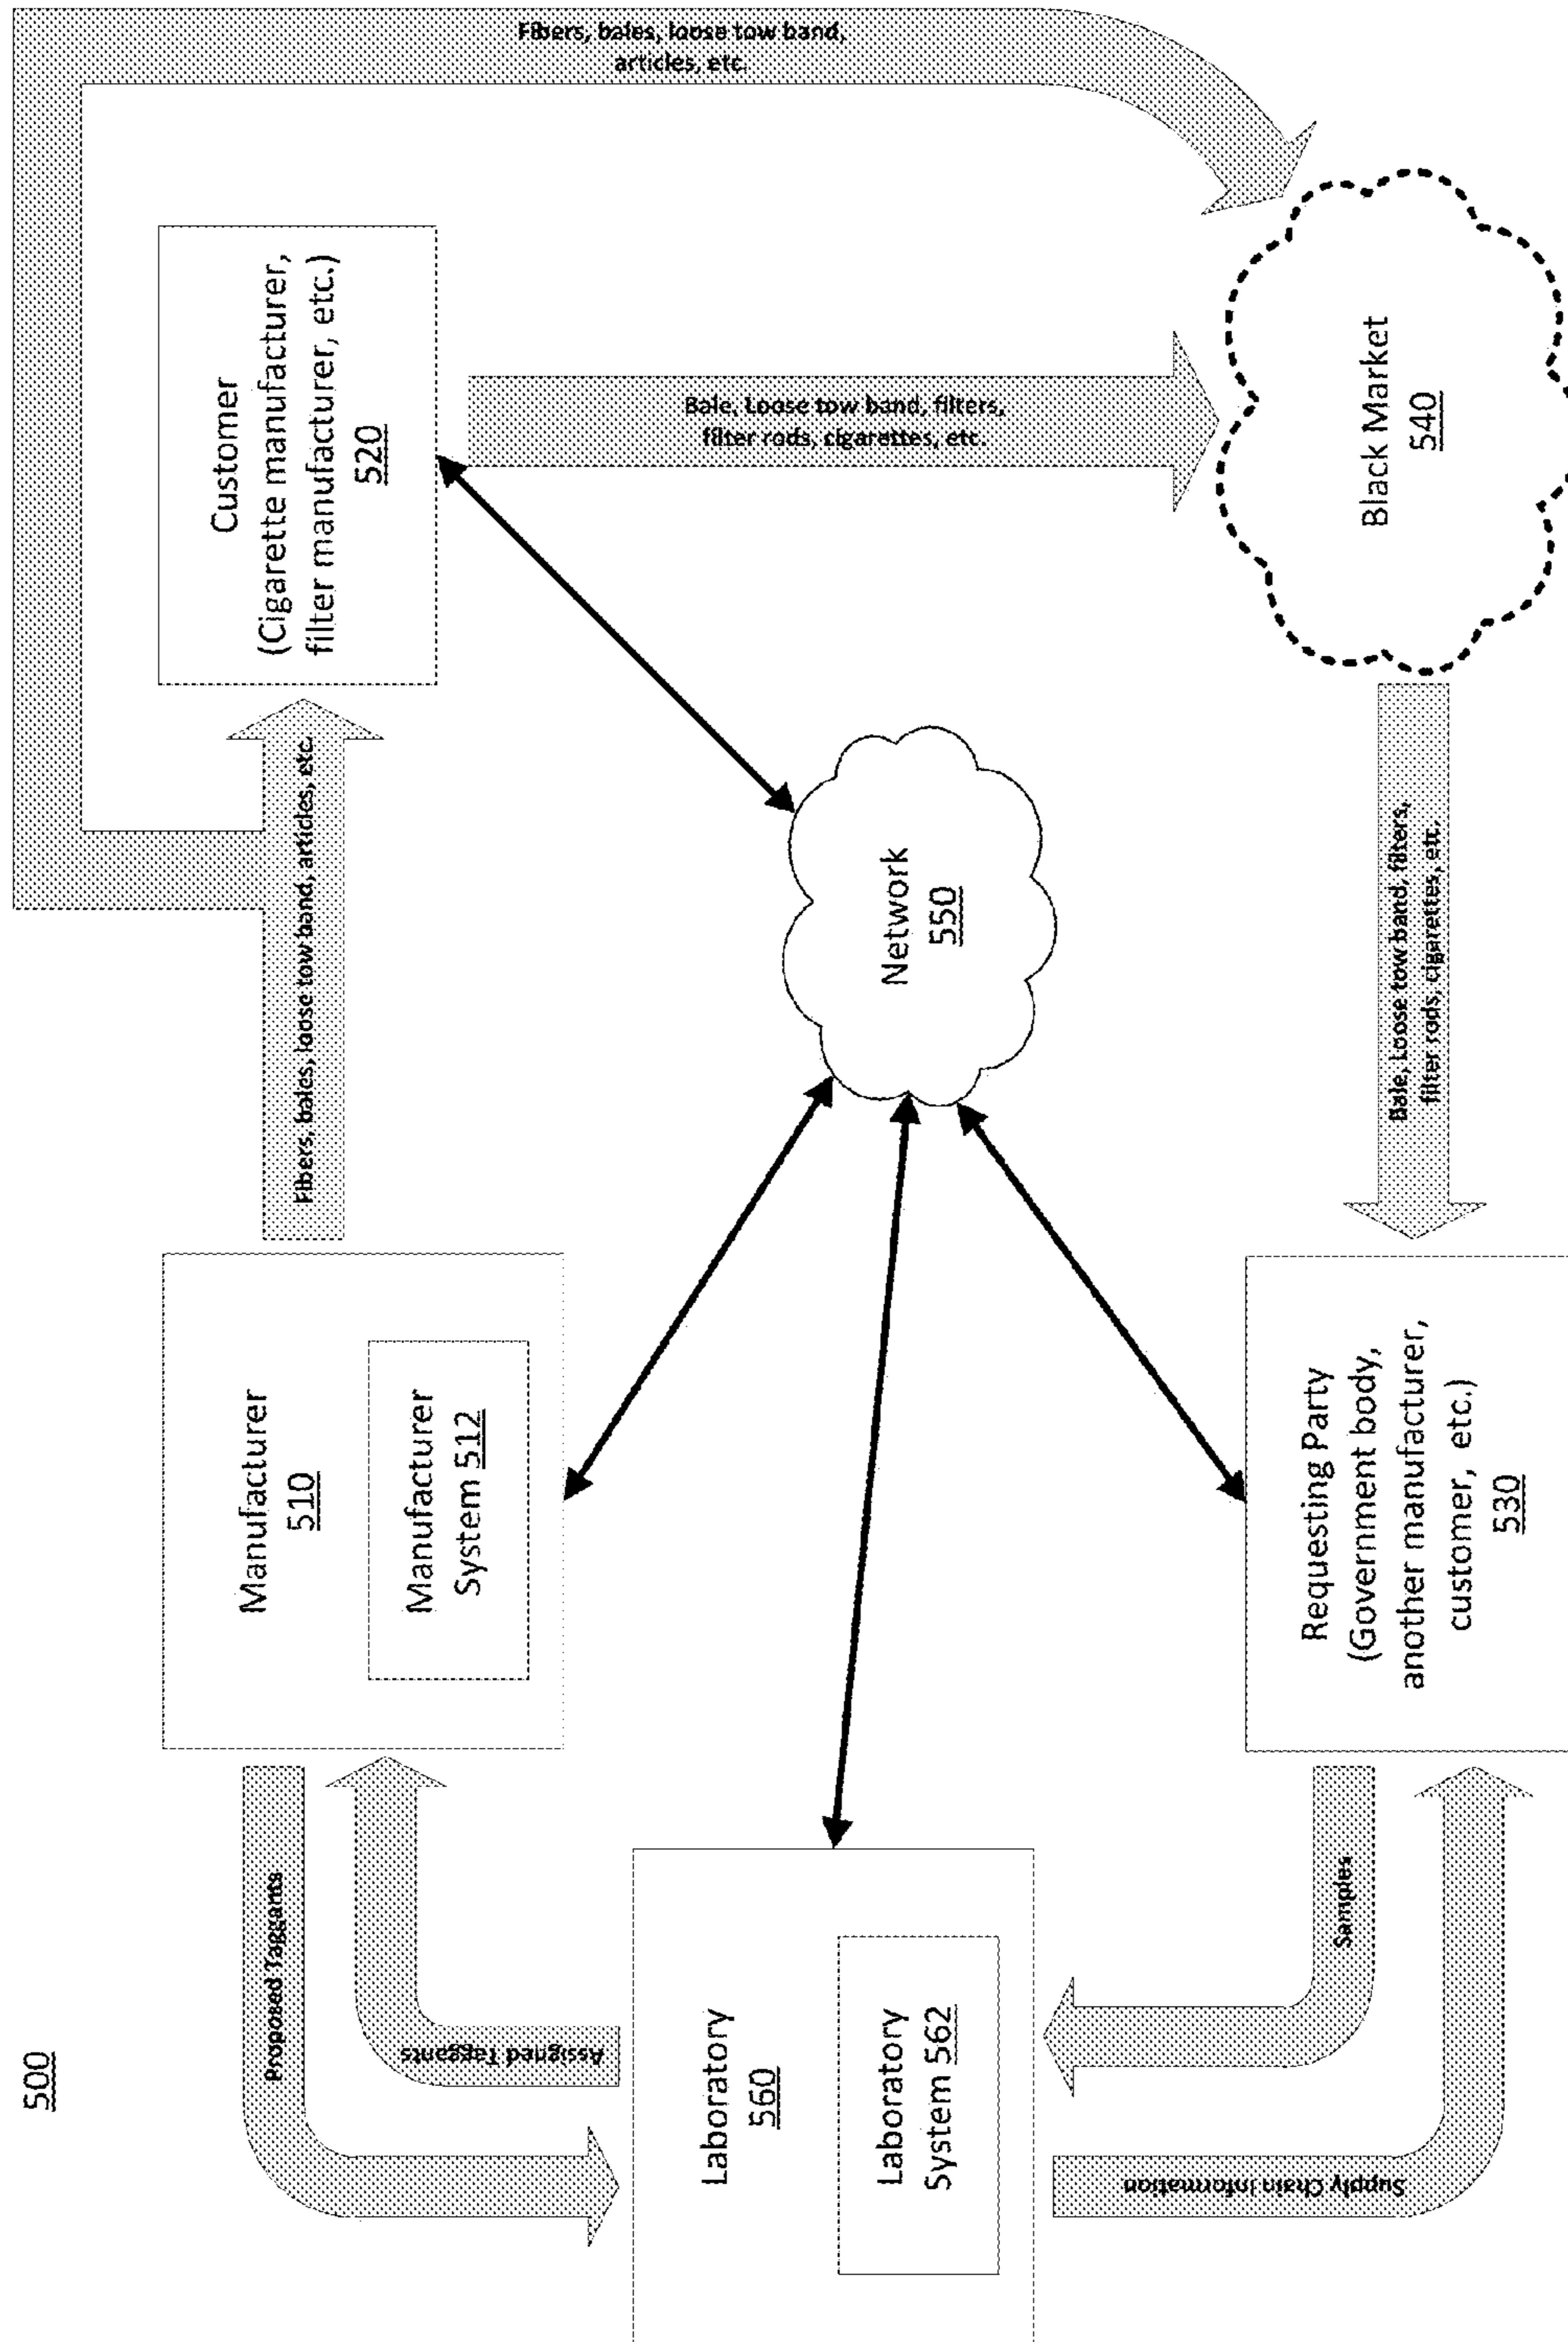 500
Proposed Taggants
Assigned Taggants
Laboratory
560
Laboratory
System 562
Supply Chain Information
Samples
Manufacturer
510
Manufacturer
System 512
Requesting Party
(Government body,
another manufacturer,
customer, etc.)
530
Fibers, bales, loose tow band, articles, etc.
Network
550
Bale, Loose tow band, filters,
filter rods, cigarettes, etc.
Customer
(Cigarette manufacturer,
filter manufacturer, etc.)
520
Bale, Loose tow band, filters,
filter rods, cigarettes, etc.
Black Market
540
Fibers, bales, loose tow band,
articles, etc.